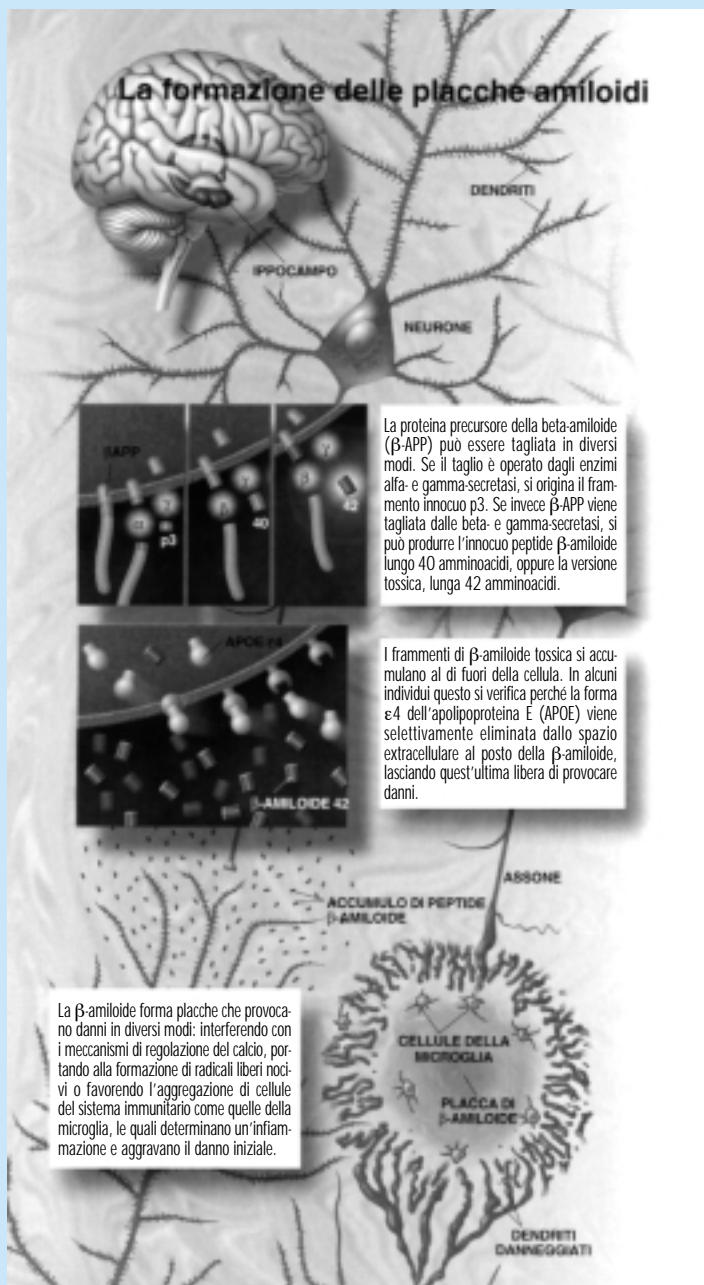 La formazione delle placche amiloidi
DENDRITI
IPPOCAMPO
NEURONE
βAPP
α
γ
p3
β
γ
40
β
γ
42
La proteina precursore della beta-amiloide
(β-APP) può essere tagliata in diversi
modi. Se il taglio è operato dagli enzimi
alfa- e gamma-secretasi, si origina il fram-
mento innocuo p3. Se invece β-APP viene
tagliata dalle beta- e gamma-secretasi, si
può produrre l'innocuo peptide β-amiloide
lungo 40 amminoacidi, oppure la versione
tossica, lunga 42 amminoacidi.
APOE ε4
β-AMILOIDE 42
I frammenti di β-amiloide tossica si accu-
mulano al di fuori della cellula. In alcuni
individui questo si verifica perché la forma
ε4 dell'apolipoproteina E (APOE) viene
selettivamente eliminata dallo spazio
extracellulare al posto della β-amiloide,
lasciando quest'ultima libera di provocare
danni.
ASSONE
ACCUMULO DI PEPTIDE
β-AMILOIDE
La β-amiloide forma placche che provoca-
no danni in diversi modi: interferendo con
i meccanismi di regolazione del calcio, por-
tando alla formazione di radicali liberi noci-
vi o favorendo l'aggregazione di cellule
del sistema immunitario come quelle della
microglia, le quali determinano un'infiam-
mazione e aggravano il danno iniziale.
CELLULE DELLA
MICROGLIA
PLACCA DI
β-AMILOIDE
DENDRITI
DANNEGGIATI